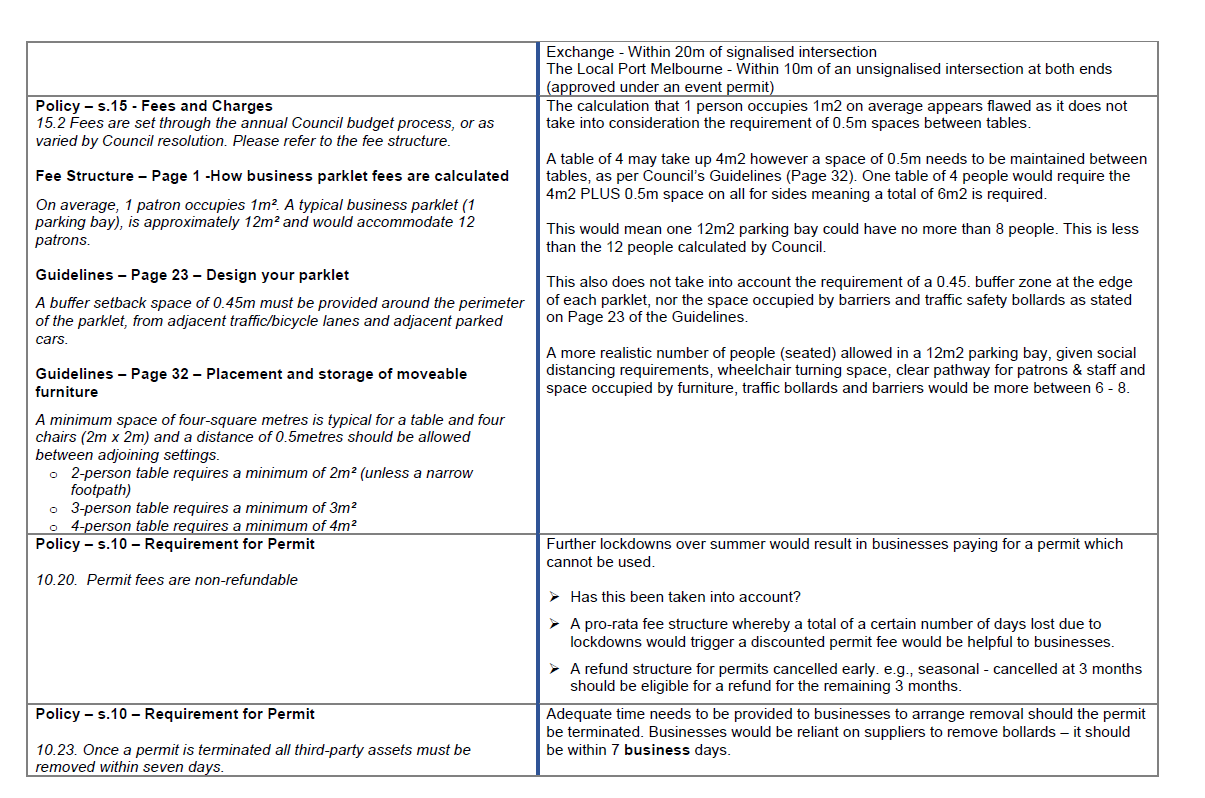 Exchange - Within 20m of signalised intersection
The Local Port Melbourne - Within 10m of an unsignalised intersection at both ends
(approved under an event permit)
Policy – s.15 - Fees and Charges
15.2 Fees are set through the annual Council budget process, or as
varied by Council resolution. Please refer to the fee structure.
Fee Structure – Page 1 -How business parklet fees are calculated
On average, 1 patron occupies 1m². A typical business parklet (1
parking bay), is approximately 12m² and would accommodate 12
patrons.
Guidelines – Page 23 – Design your parklet
A buffer setback space of 0.45m must be provided around the perimeter
of the parklet, from adjacent traffic/bicycle lanes and adjacent parked
cars.
Guidelines – Page 32 – Placement and storage of moveable
furniture
A minimum space of four-square metres is typical for a table and four
chairs (2m x 2m) and a distance of 0.5metres should be allowed
between adjoining settings.
o 2-person table requires a minimum of 2m² (unless a narrow
footpath)
o 3-person table requires a minimum of 3m²
o 4-person table requires a minimum of 4m²
The calculation that 1 person occupies 1m2 on average appears flawed as it does not
take into consideration the requirement of 0.5m spaces between tables.
A table of 4 may take up 4m2 however a space of 0.5m needs to be maintained between
tables, as per Council's Guidelines (Page 32). One table of 4 people would require the
4m2 PLUS 0.5m space on all for sides meaning a total of 6m2 is required.
This would mean one 12m2 parking bay could have no more than 8 people. This is less
than the 12 people calculated by Council.
This also does not take into account the requirement of a 0.45. buffer zone at the edge
of each parklet, nor the space occupied by barriers and traffic safety bollards as stated
on Page 23 of the Guidelines.
A more realistic number of people (seated) allowed in a 12m2 parking bay, given social
distancing requirements, wheelchair turning space, clear pathway for patrons & staff and
space occupied by furniture, traffic bollards and barriers would be more between 6 - 8.
Policy – s.10 – Requirement for Permit
10.20. Permit fees are non-refundable
Further lockdowns over summer would result in businesses paying for a permit which
cannot be used.
➢ Has this been taken into account?
➢ A pro-rata fee structure whereby a total of a certain number of days lost due to
lockdowns would trigger a discounted permit fee would be helpful to businesses.
➢ A refund structure for permits cancelled early. e.g., seasonal - cancelled at 3 months
should be eligible for a refund for the remaining 3 months.
Policy – s.10 – Requirement for Permit
10.23. Once a permit is terminated all third-party assets must be
removed within seven days.
Adequate time needs to be provided to businesses to arrange removal should the permit
be terminated. Businesses would be reliant on suppliers to remove bollards – it should
be within 7 business days.